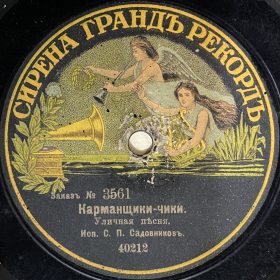 СИРЕНА ГРАНДЪ РЕКОРДЪ
Заказъ № 3561
Карманщики-чики.
Уличная пѣсня.
Исп. С. П. Садовниковъ.
40212